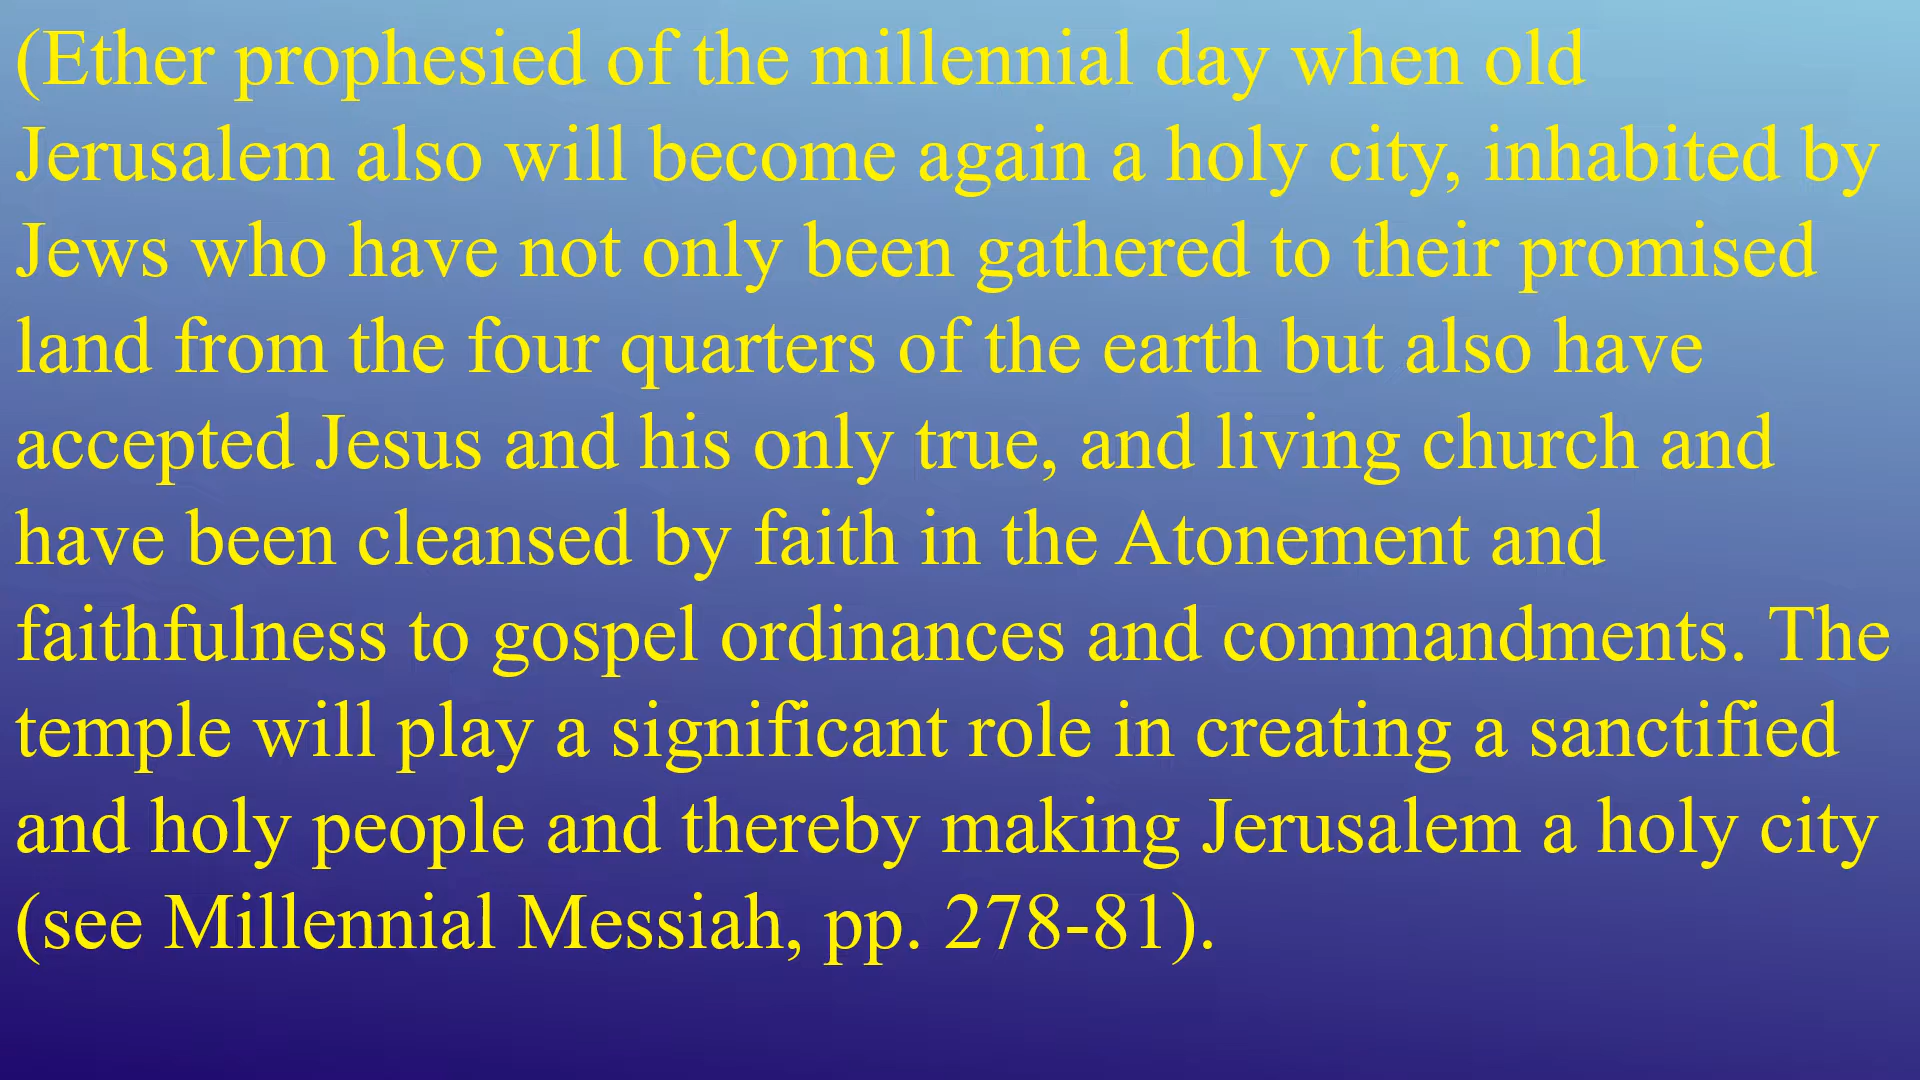 (Ether prophesied of the millennial day when old
Jerusalem also will become again a holy city, inhabited by
Jews who have not only been gathered to their promised
land from the four quarters of the earth but also have
accepted Jesus and his only true, and living church and
have been cleansed by faith in the Atonement and
faithfulness to gospel ordinances and commandments. The
temple will play a significant role in creating a sanctified
and holy people and thereby making Jerusalem a holy city
(see Millennial Messiah, pp. 278-81).